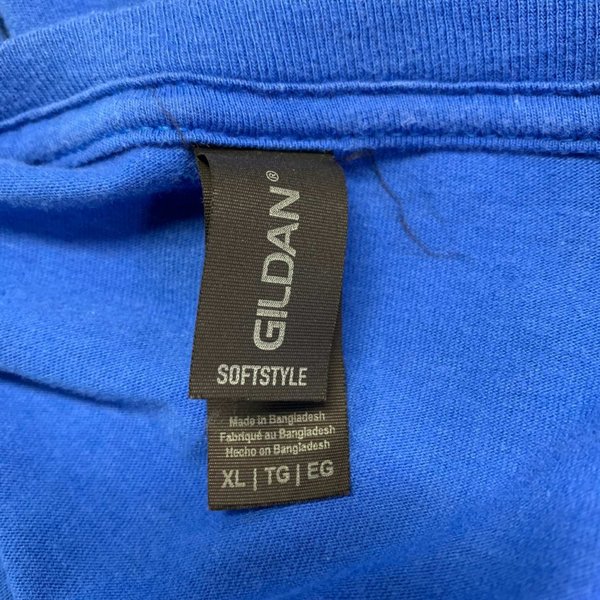 GILDAN®
SOFTSTYLE
Made in Bangladesh
Fabriqué au Bangladesh
Hecho en Bangladesh
XL | TG | EG